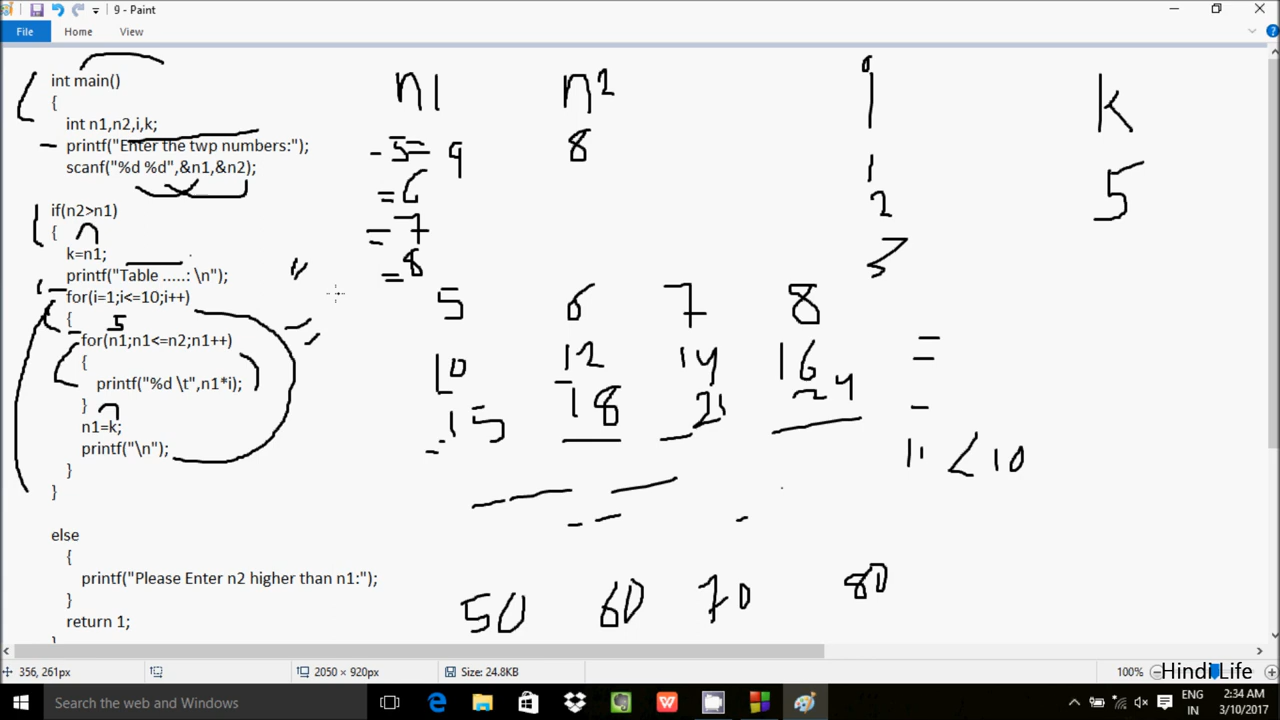 9 - Paint
File Home View
int main()
{
int n1,n2,i,k;
printf("Enter the twp numbers:");
scanf("%d %d",&n1,&n2);
if(n2>n1)
{
k=n1;
printf("Table .....: \n");
for(i=1;i<=10;i++)
{
for(n1;n1<=n2;n1++)
{
printf("%d \t",n1*i);
}
n1=k;
printf("\n");
}
}
else
{
printf("Please Enter n2 higher than n1:");
}
return 1;
n1 n2 i k
-5= 9 8 1 5
=6 2
=7 3
=8
5
5 6 7 8
10 12 14 16
15 18 21 24
11 < 10
50 60 70 80
356, 261px 2050 × 920px Size: 24.8KB 100%
Hindi Life
Search the web and Windows
ENG 2:34 AM
IN 3/10/2017